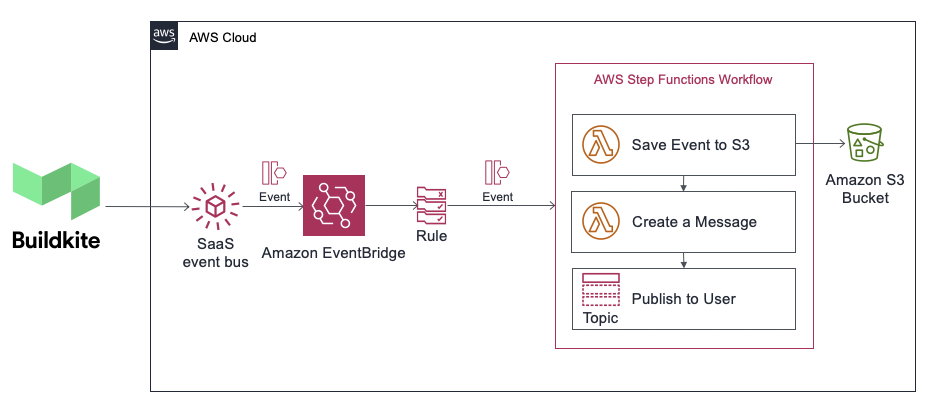 aws
AWS Cloud
AWS Step Functions Workflow
Save Event to S3
Amazon S3
Bucket
Create a Message
Publish to User
Topic
Buildkite
SaaS
event bus
Event
Amazon EventBridge
Rule
Event